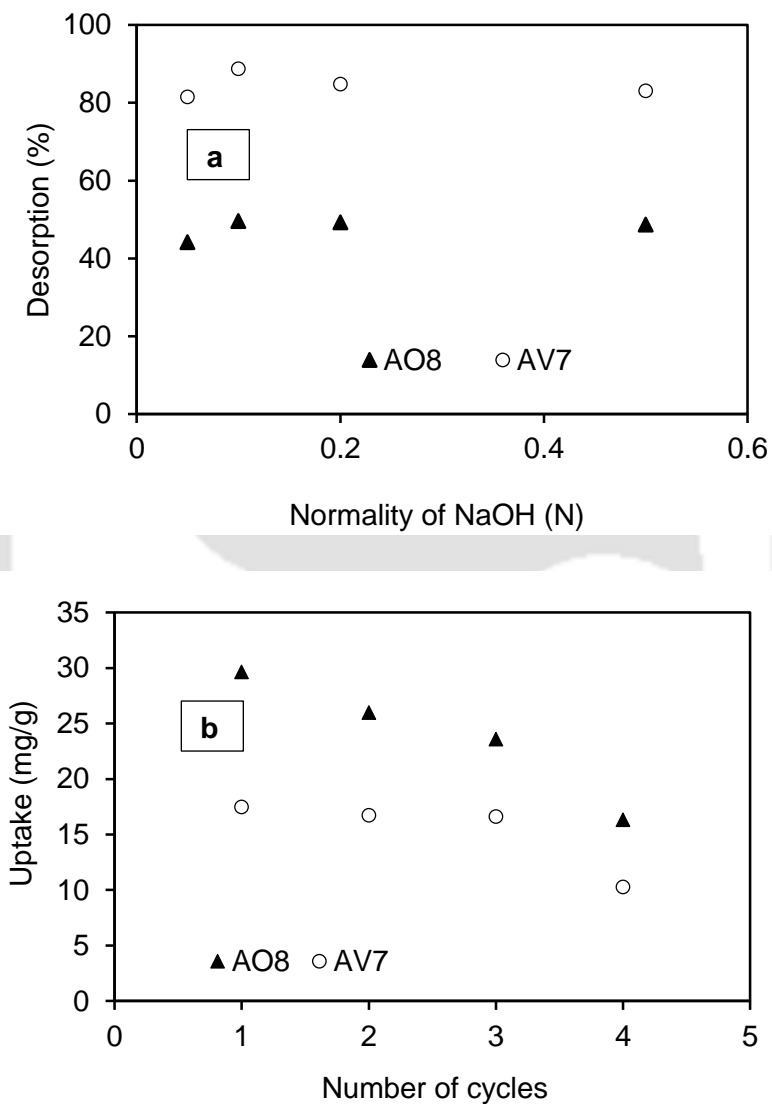 100
80
60
40
20
0
Desorption (%)
a
AO8 AV7
0 0.2 0.4 0.6
Normality of NaOH (N)
35
30
25
20
15
10
5
0
Uptake (mg/g)
b
AO8 AV7
0 1 2 3 4 5
Number of cycles